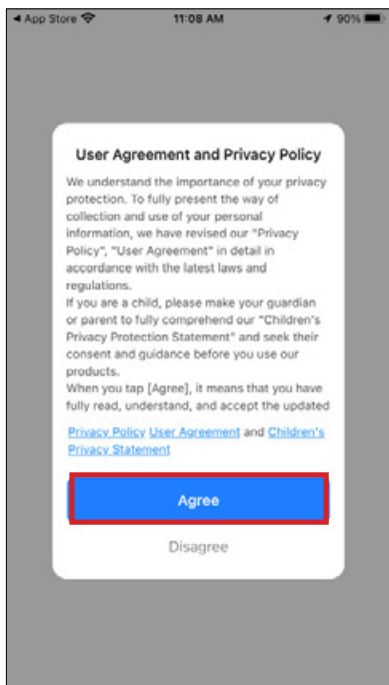 App Store 11:08 AM 90%
User Agreement and Privacy Policy
We understand the importance of your privacy
protection. To fully present the way of
collection and use of your personal
information, we have revised our "Privacy
Policy", "User Agreement" in detail in
accordance with the latest laws and
regulations.
If you are a child, please make your guardian
or parent to fully comprehend our "Children's
Privacy Protection Statement" and seek their
consent and guidance before you use our
products.
When you tap [Agree], it means that you have
fully read, understand, and accept the updated
Privacy Policy User Agreement and Children's
Privacy Statement
Agree
Disagree